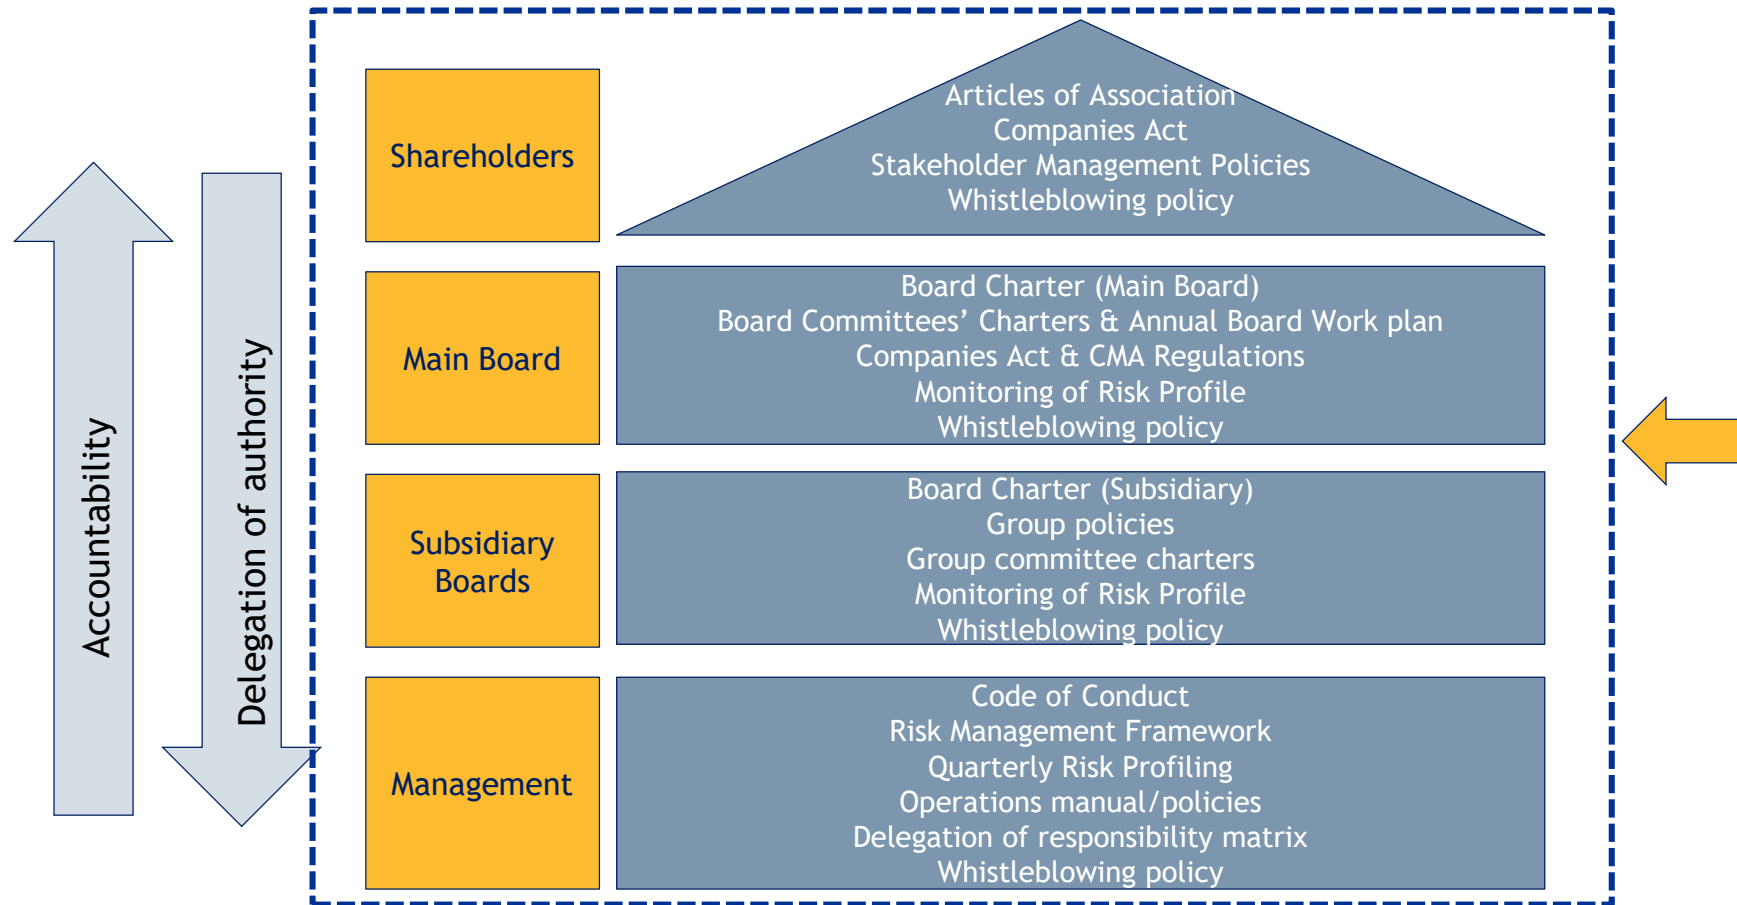 Accountability
Delegation of authority
Shareholders
Articles of Association
Companies Act
Stakeholder Management Policies
Whistleblowing policy
Main Board
Board Charter (Main Board)
Board Committees’ Charters & Annual Board Work plan
Companies Act & CMA Regulations
Monitoring of Risk Profile
Whistleblowing policy
Subsidiary
Boards
Board Charter (Subsidiary)
Group policies
Group committee charters
Monitoring of Risk Profile
Whistleblowing policy
Management
Code of Conduct
Risk Management Framework
Quarterly Risk Profiling
Operations manual/policies
Delegation of responsibility matrix
Whistleblowing policy